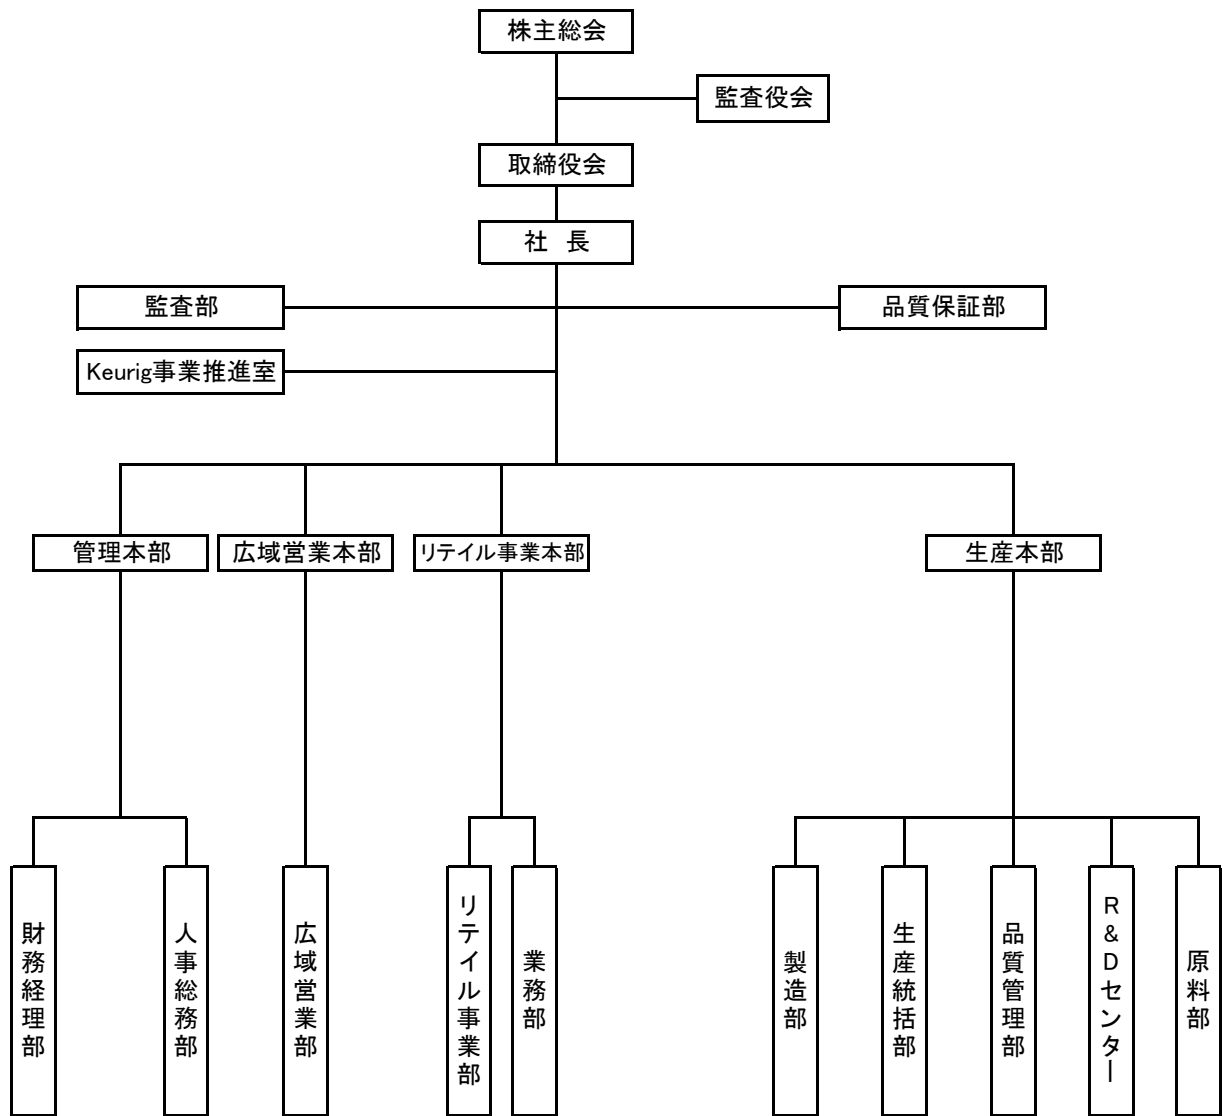 株主総会
監査役会
取締役会
社 長
監査部
品質保証部
Keurig事業推進室
管理本部
広域営業本部
リテイル事業本部
生産本部
財務経理部
人事総務部
広域営業部
リテイル事業部
業務部
製造部
生産統括部
品質管理部
R&Dセンター
原料部